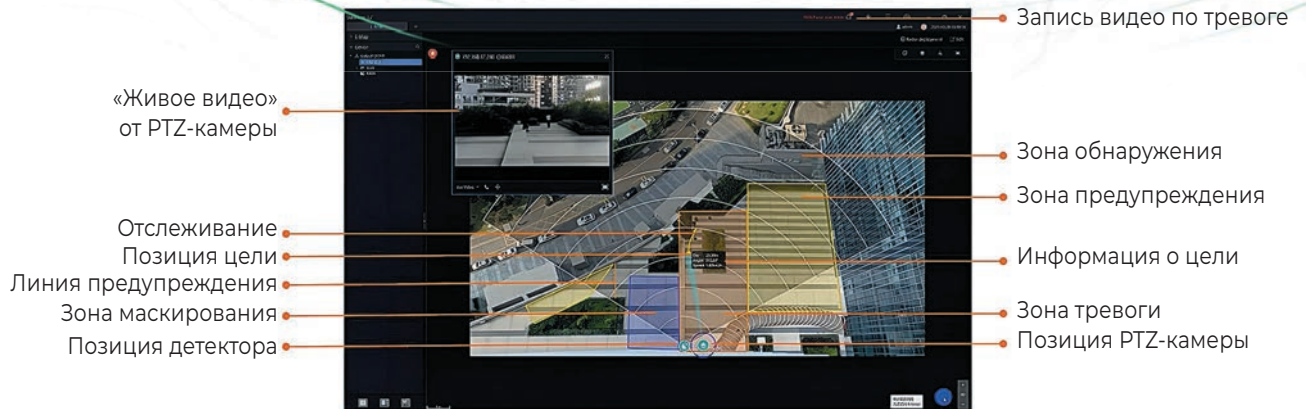 Запись видео по тревоге
«Живое видео»
от PTZ-камеры
Зона обнаружения
Зона предупреждения
Отслеживание
Позиция цели
Информация о цели
Линия предупреждения
Зона маскирования
Зона тревоги
Позиция детектора
Позиция PTZ-камеры